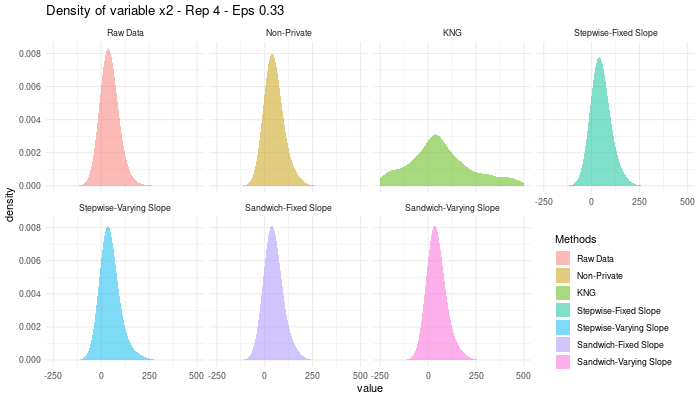 Density of variable x2 - Rep 4 - Eps 0.33
Raw Data Non-Private KNG Stepwise-Fixed Slope
0.008
0.006
0.004
0.002
0.000
-250 0 250 500
Stepwise-Varying Slope Sandwich-Fixed Slope Sandwich-Varying Slope
0.008
0.006
0.004
0.002
0.000
-250 0 250 500 -250 0 250 500 -250 0 250 500
density
value
Methods
Raw Data
Non-Private
KNG
Stepwise-Fixed Slope
Stepwise-Varying Slope
Sandwich-Fixed Slope
Sandwich-Varying Slope